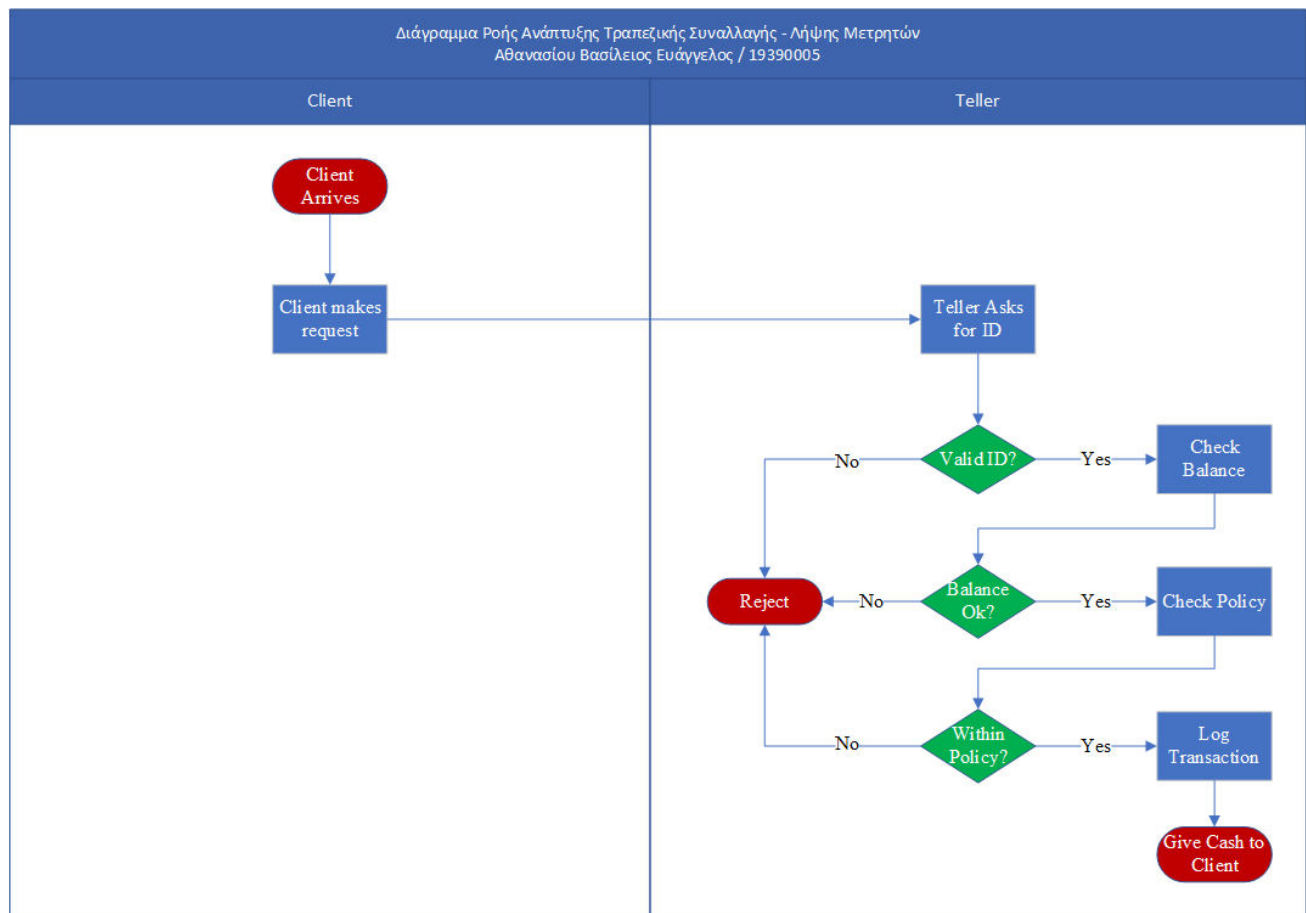 Διάγραμμα Ροής Ανάπτυξης Τραπεζικής Συναλλαγής - Λήψης Μετρητών
Αθανασίου Βασίλειος Ευάγγελος / 19390005
Client
Teller
Client
Arrives
Client makes
request
Teller Asks
for ID
Valid ID?
No
Yes
Check
Balance
Reject
No
Balance
Ok?
Yes
Check Policy
No
Within
Policy?
Yes
Log
Transaction
Give Cash to
Client